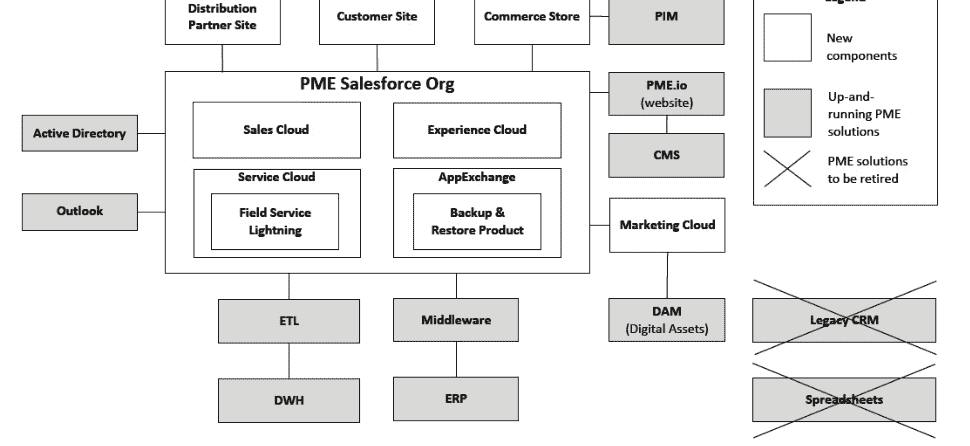 Distribution
Partner Site
Customer Site
Commerce Store
PIM
Legend
New
components
Up-and-
running PME
solutions
PME solutions
to be retired
PME Salesforce Org
Sales Cloud
Experience Cloud
Service Cloud
Field Service
Lightning
AppExchange
Backup &
Restore Product
Active Directory
Outlook
PME.io
(website)
CMS
Marketing Cloud
DAM
(Digital Assets)
ETL
Middleware
DWH
ERP
Legacy CRM
Spreadsheets